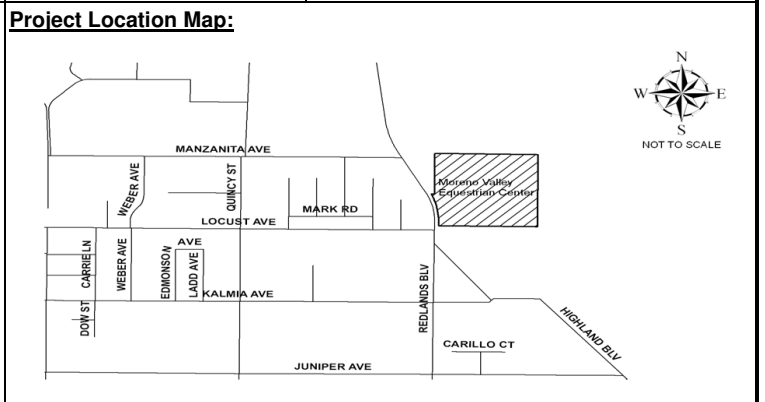 Project Location Map:
N
W
E
S
NOT TO SCALE
MANZANITA AVE
WEBER AVE
QUINCY ST
Moreno Valley
Equestrian Center
MARK RD
LOCUST AVE
CARRIE LN
WEBER AVE
EDMONSON
AVE
LADD AVE
KALMIA AVE
DOW ST
REDLANDS BLV
HIGHLAND BLV
CARILLO CT
JUNIPER AVE